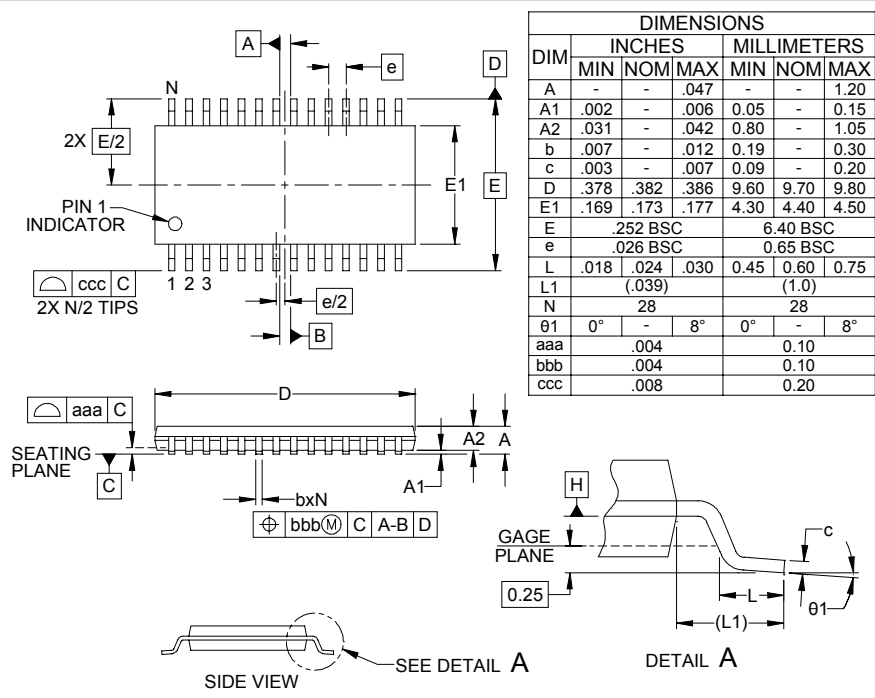 A
e
D
N
2X E/2
E1
E
PIN 1
INDICATOR
ccc C
2X N/2 TIPS
1 2 3
e/2
B
DIMENSIONS
DIM INCHES MILLIMETERS
MIN NOM MAX MIN NOM MAX
A - - .047 - - 1.20
A1 .002 - .006 0.05 - 0.15
A2 .031 - .042 0.80 - 1.05
b .007 - .012 0.19 - 0.30
c .003 - .007 0.09 - 0.20
D .378 .382 .386 9.60 9.70 9.80
E1 .169 .173 .177 4.30 4.40 4.50
E .252 BSC 6.40 BSC
e .026 BSC 0.65 BSC
L .018 .024 .030 0.45 0.60 0.75
L1 (.039) (1.0)
N 28 28
θ1 0° - 8° 0° - 8°
aaa .004 0.10
bbb .004 0.10
ccc .008 0.20
D
aaa C
A2 A
SEATING
PLANE
C
A1
bxN
bbb Ⓜ C A-B D
H
GAGE
PLANE
0.25
c
L
θ1
(L1)
DETAIL A
SEE DETAIL A
SIDE VIEW